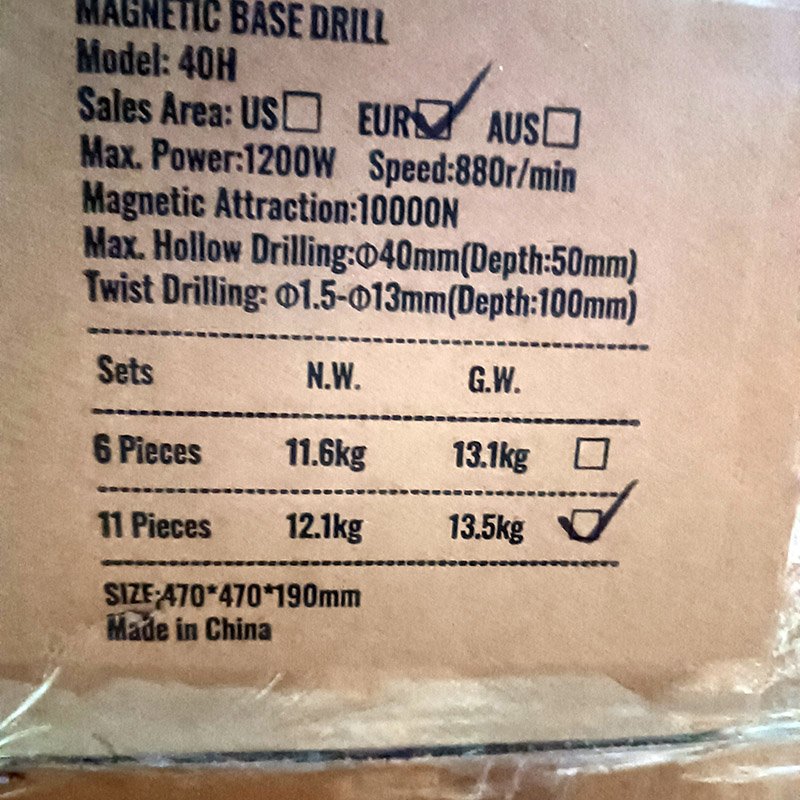 MAGNETIC BASE DRILL
Model: 40H
Sales Area: US☐ EUR☑ AUS☐
Max. Power:1200W Speed:880r/min
Magnetic Attraction:10000N
Max. Hollow Drilling:Φ40mm(Depth:50mm)
Twist Drilling: Φ1.5-Φ13mm(Depth:100mm)
Sets N.W. G.W.
6 Pieces 11.6kg 13.1kg ☐
11 Pieces 12.1kg 13.5kg ☑
SIZE:470*470*190mm
Made in China